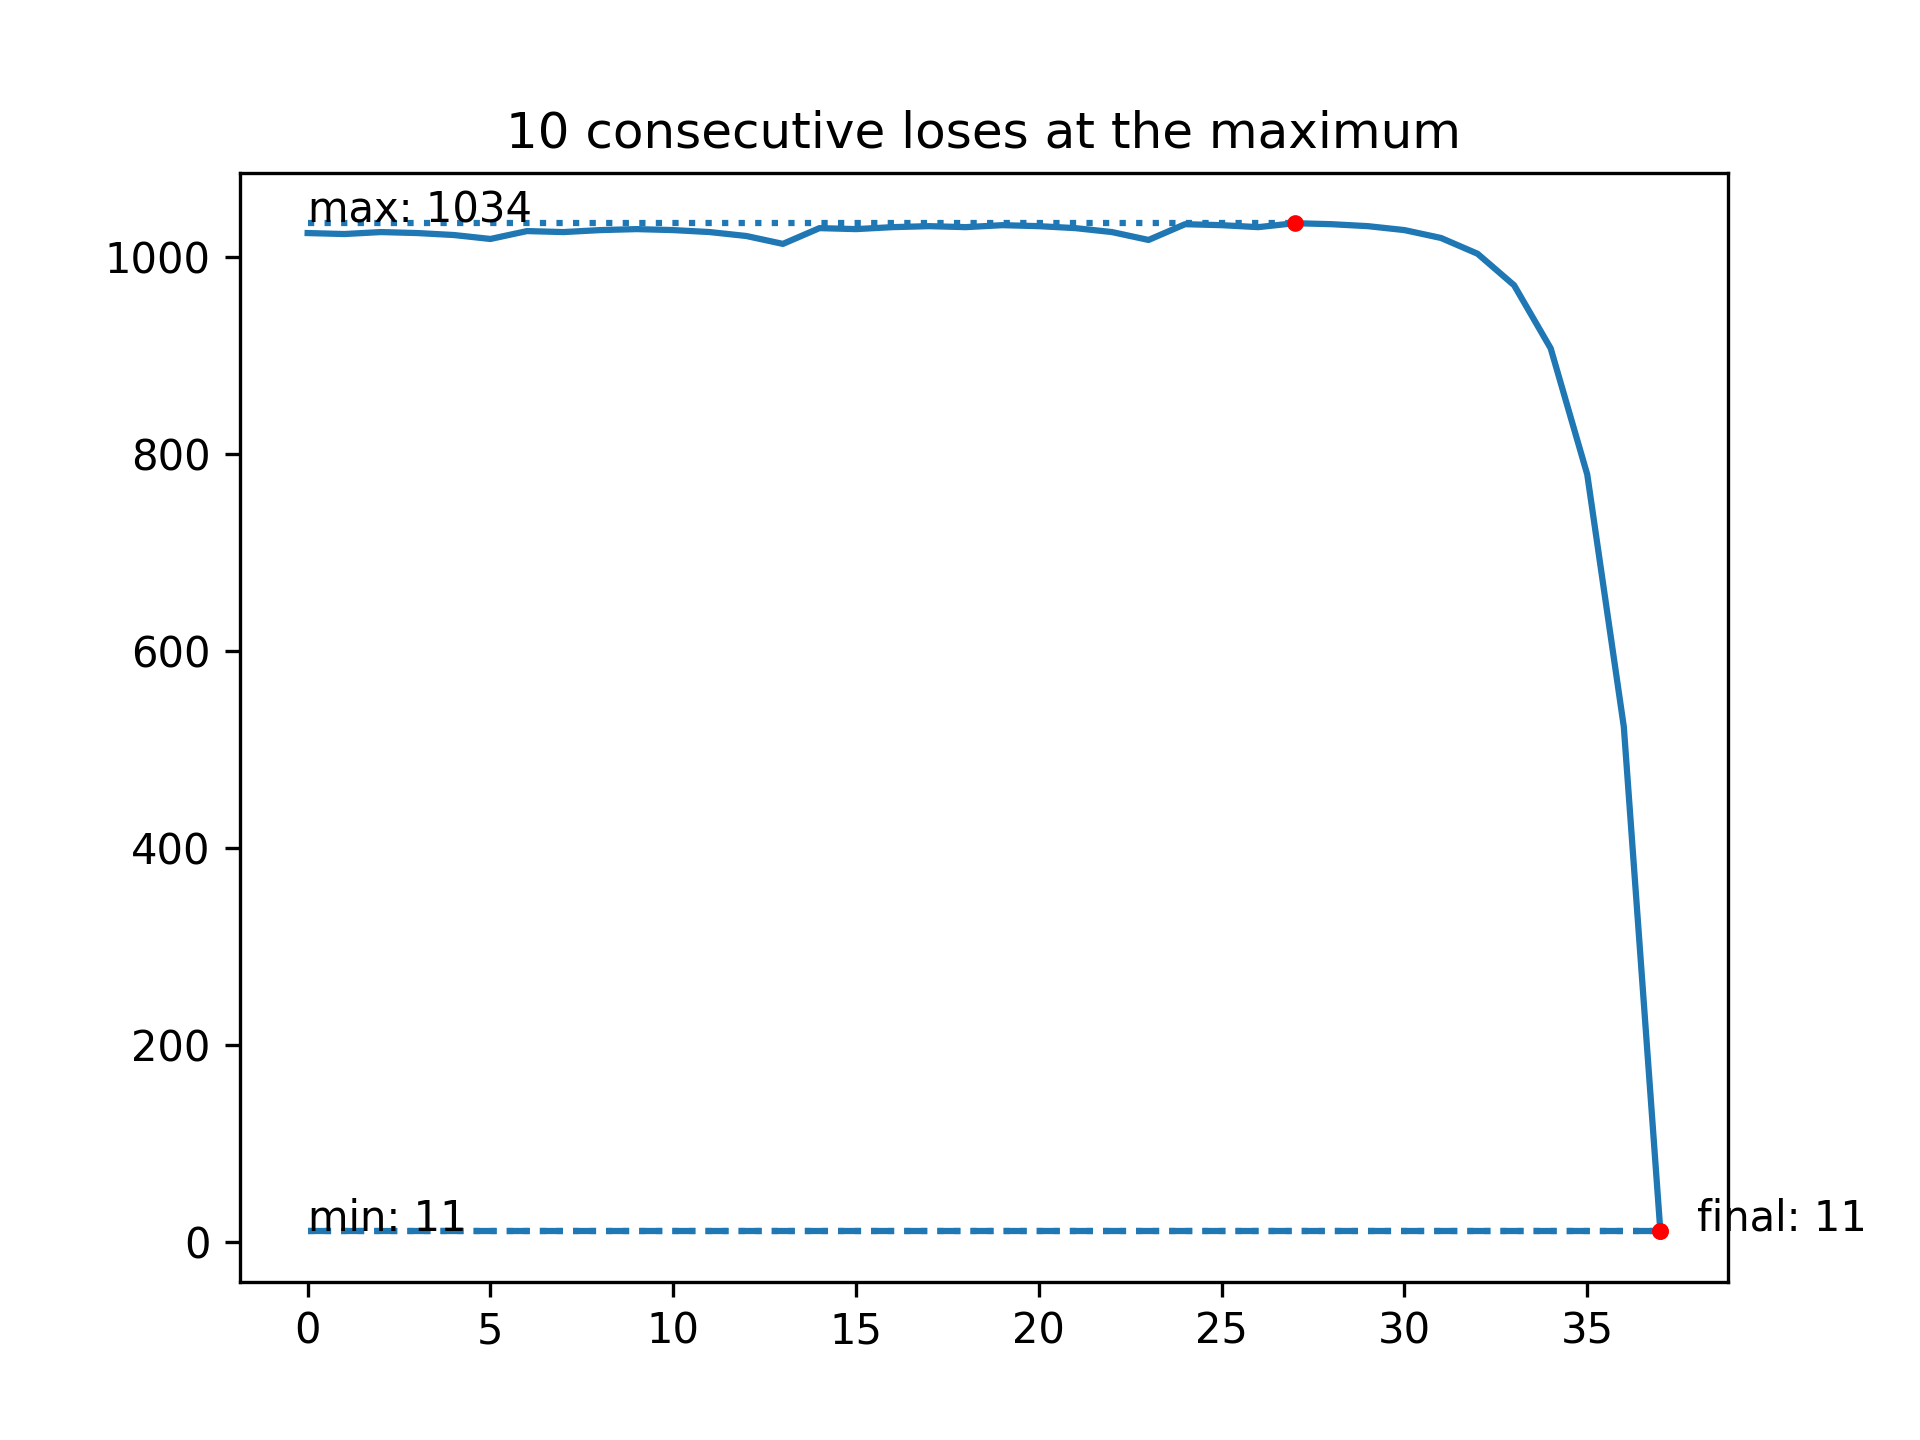 10 consecutive loses at the maximum
max: 1034
1000
800
600
400
200
0
min: 11
final: 11
0 5 10 15 20 25 30 35